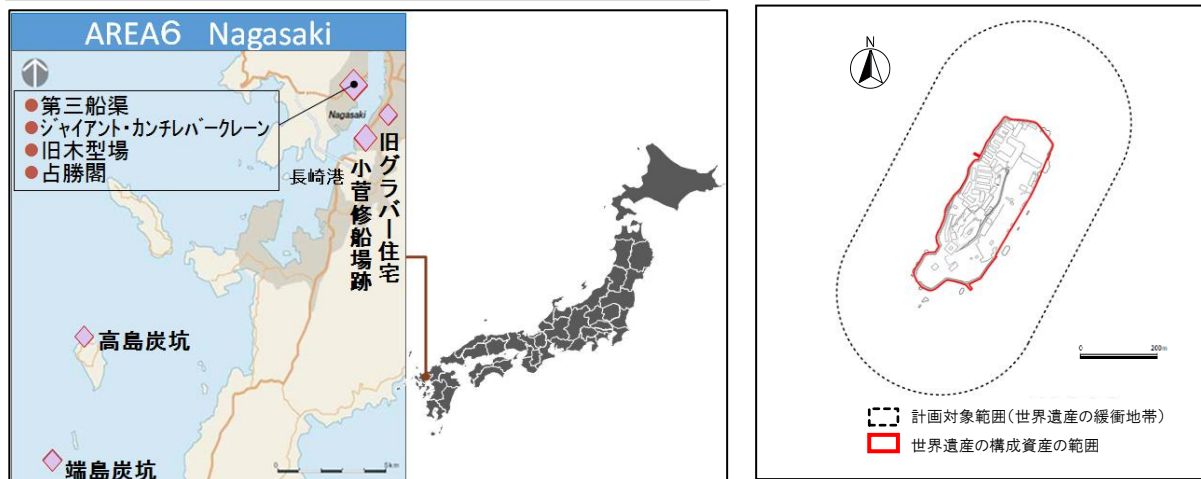 AREA6 Nagasaki
●第三船渠
●ジャイアント・カンチレバークレーン
●旧木型場
●占勝閣
Nagasaki
旧グラバー住宅
小菅修船場跡
長崎港
高島炭坑
端島炭坑
0 5km
N
0 200m
計画対象範囲(世界遺産の緩衝地帯)
世界遺産の構成資産の範囲